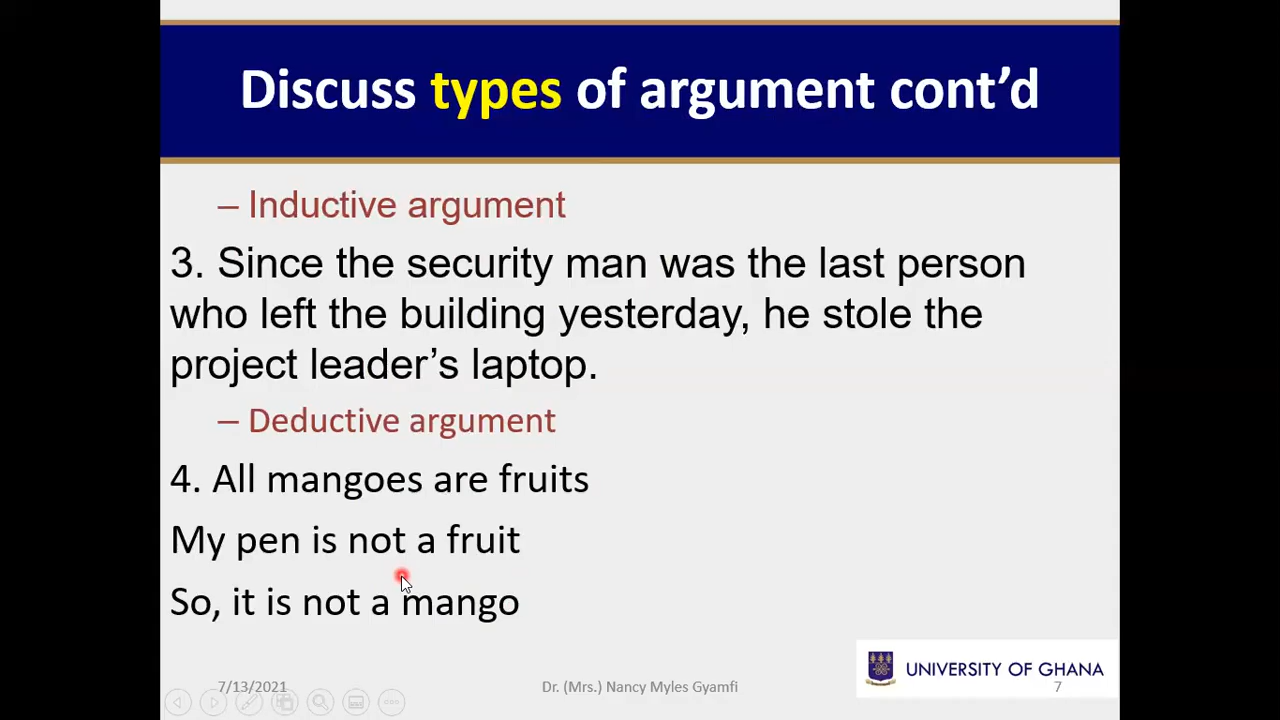 Discuss types of argument cont’d
– Inductive argument
3. Since the security man was the last person
who left the building yesterday, he stole the
project leader’s laptop.
– Deductive argument
4. All mangoes are fruits
My pen is not a fruit
So, it is not a mango
UNIVERSITY OF GHANA
7/13/2021
Dr. (Mrs.) Nancy Myles Gyamfi
7